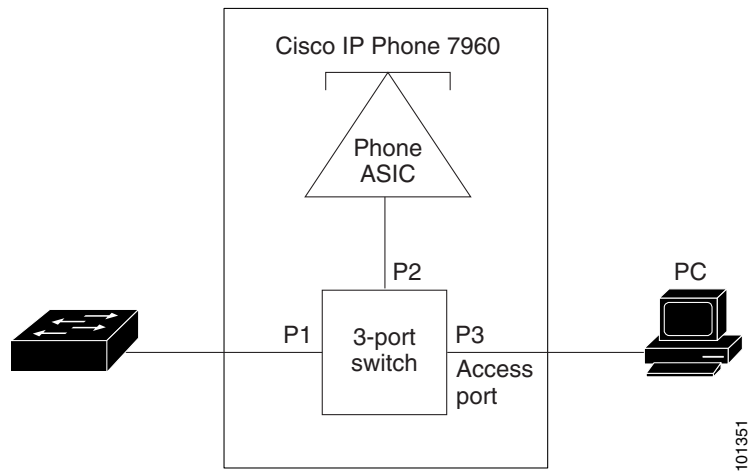 Cisco IP Phone 7960
Phone
ASIC
P2
PC
P1
3-port
switch
P3
Access
port
101351